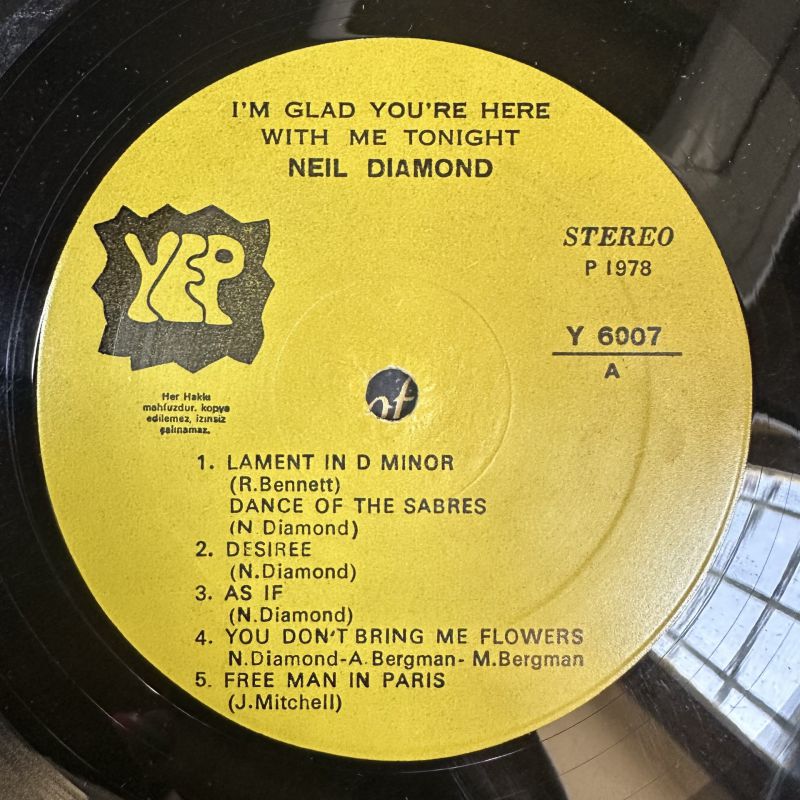 I'M GLAD YOU'RE HERE
WITH ME TONIGHT
NEIL DIAMOND
YEP
STEREO
P 1978
Y 6007
A
Her Hakkı
mahfuzdur. kopya
edilemez, izinsiz
çalınamaz.
of
1. LAMENT IN D MINOR
(R.Bennett)
DANCE OF THE SABRES
(N.Diamond)
2. DESIREE
(N.Diamond)
3. AS IF
(N.Diamond)
4. YOU DON'T BRING ME FLOWERS
N.Diamond-A.Bergman- M.Bergman
5. FREE MAN IN PARIS
(J.Mitchell)